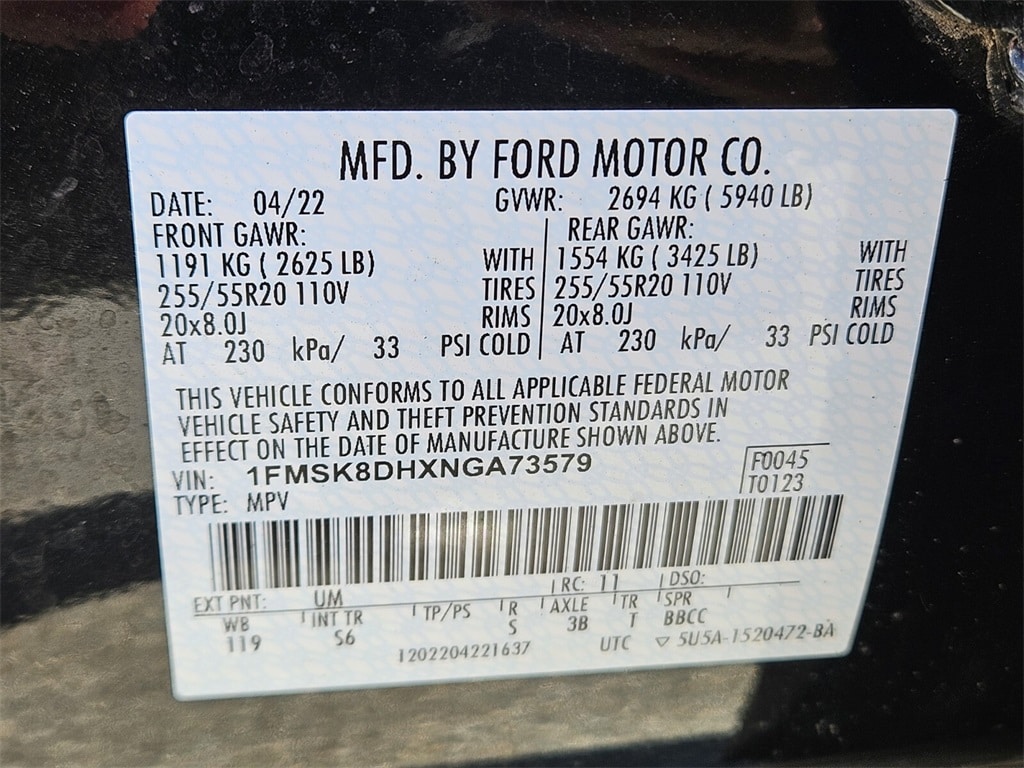 MFD. BY FORD MOTOR CO.
DATE: 04/22 GVWR: 2694 KG ( 5940 LB)
FRONT GAWR: REAR GAWR:
1191 KG ( 2625 LB) WITH 1554 KG ( 3425 LB) WITH
255/55R20 110V TIRES 255/55R20 110V TIRES
20x8.0J RIMS 20x8.0J RIMS
AT 230 kPa/ 33 PSI COLD AT 230 kPa/ 33 PSI COLD
THIS VEHICLE CONFORMS TO ALL APPLICABLE FEDERAL MOTOR
VEHICLE SAFETY AND THEFT PREVENTION STANDARDS IN
EFFECT ON THE DATE OF MANUFACTURE SHOWN ABOVE.
VIN: 1FMSK8DHXNGA73579 F0045
TYPE: MPV T0123
EXT PNT: UM RC: 11 DSO:
WB INT TR TP/PS R AXLE TR SPR
119 S6 S 3B T BBCC
1202204221637 UTC ▽ 5U5A-1520472-BA